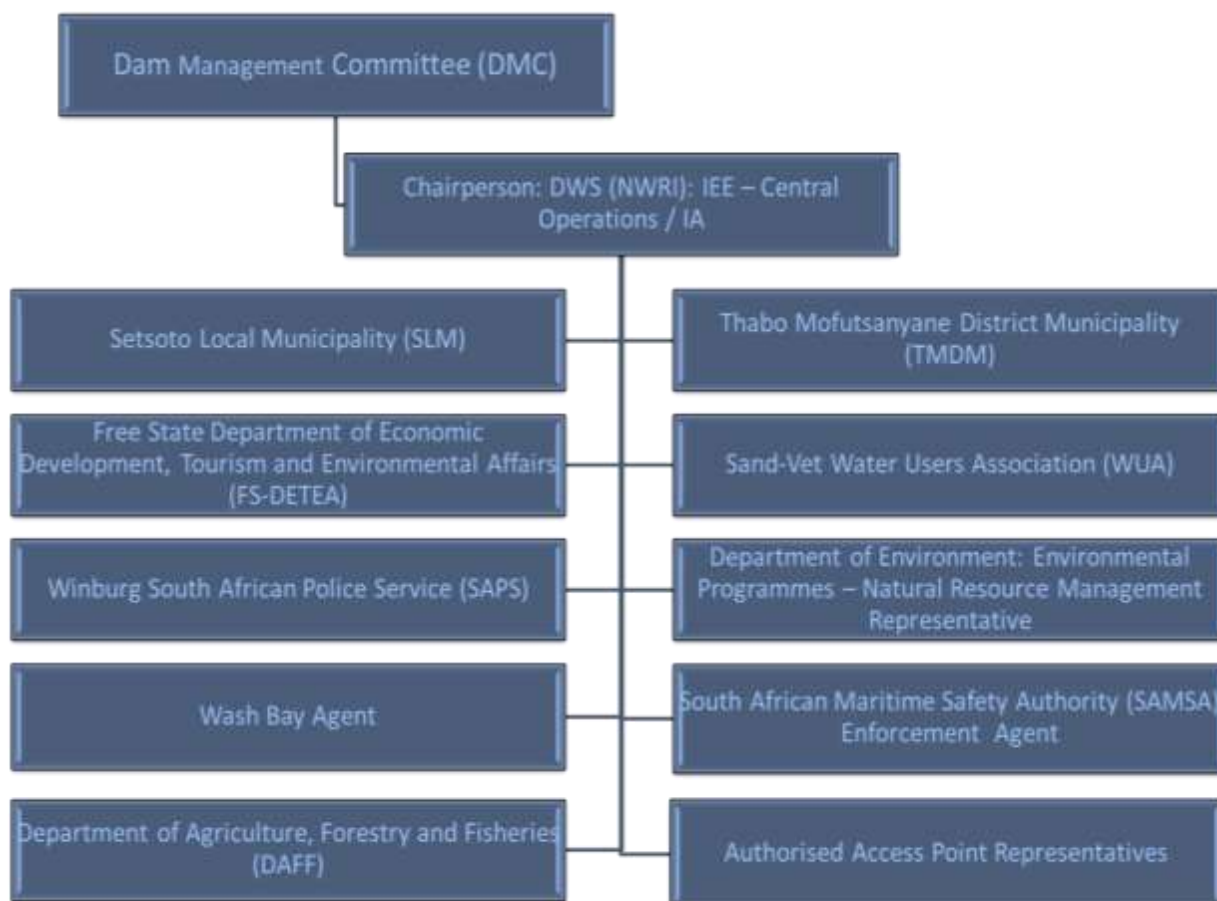 Dam Management Committee (DMC)
Chairperson: DWS (NWRI): IEE – Central
Operations / IA
Setsoto Local Municipality (SLM)
Thabo Mofutsanyane District Municipality
(TMDM)
Free State Department of Economic
Development, Tourism and Environmental Affairs
(FS-DETEA)
Sand-Vet Water Users Association (WUA)
Winburg South African Police Service (SAPS)
Department of Environment: Environmental
Programmes – Natural Resource Management
Representative
Wash Bay Agent
South African Maritime Safety Authority (SAMSA)
Enforcement Agent
Department of Agriculture, Forestry and Fisheries
(DAFF)
Authorised Access Point Representatives